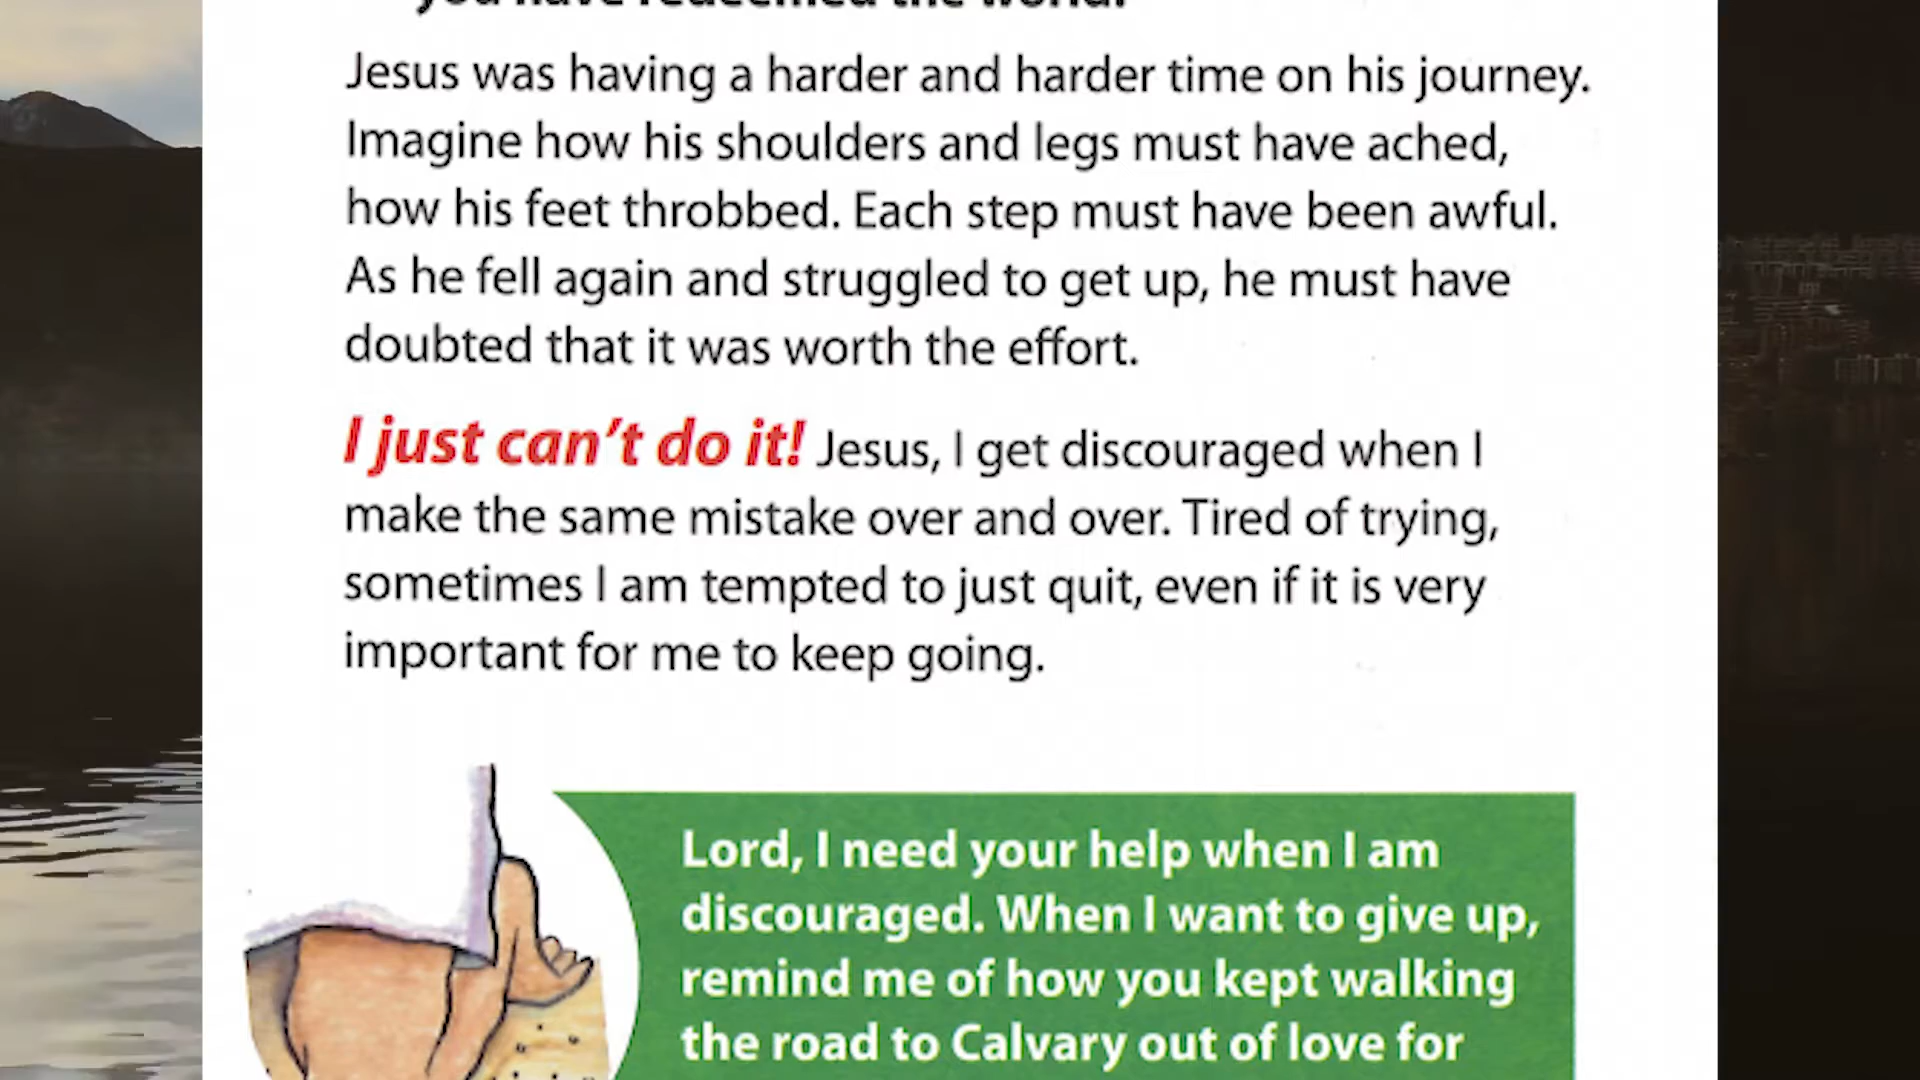 you have redeemed the world.
Jesus was having a harder and harder time on his journey.
Imagine how his shoulders and legs must have ached,
how his feet throbbed. Each step must have been awful.
As he fell again and struggled to get up, he must have
doubted that it was worth the effort.
I just can’t do it! Jesus, I get discouraged when I
make the same mistake over and over. Tired of trying,
sometimes I am tempted to just quit, even if it is very
important for me to keep going.
Lord, I need your help when I am
discouraged. When I want to give up,
remind me of how you kept walking
the road to Calvary out of love for